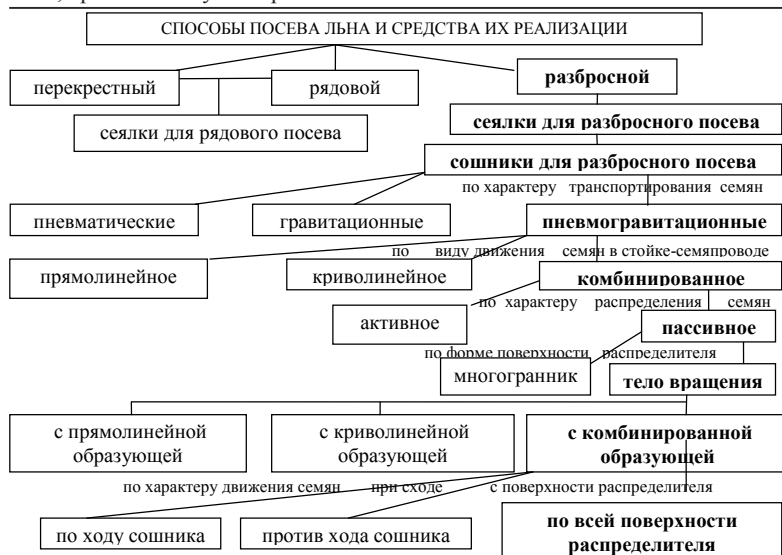 СПОСОБЫ ПОСЕВА ЛЬНА И СРЕДСТВА ИХ РЕАЛИЗАЦИИ
перекрестный
рядовой
разбросной
сеялки для рядового посева
сеялки для разбросного посева
сошники для разбросного посева
по характеру транспортирования семян
пневматические
гравитационные
пневмогравитационные
по виду движения семян в стойке-семяпроводе
прямолинейное
криволинейное
комбинированное
по характеру распределения семян
активное
пассивное
по форме поверхности распределителя
многогранник
тело вращения
с прямолинейной
образующей
с криволинейной
образующей
с комбинированной
образующей
по характеру движения семян при сходе с поверхности распределителя
по ходу сошника
против хода сошника
по всей поверхности
распределителя